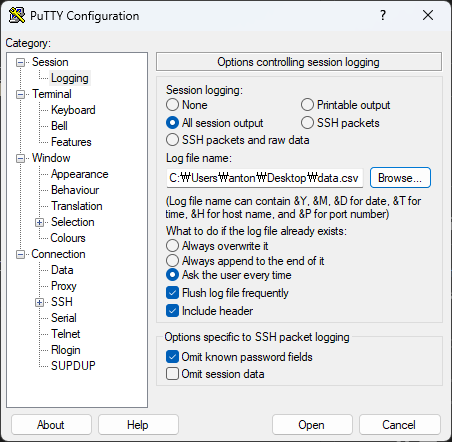 PuTTY Configuration
?
Category:
Session
Logging
Terminal
Keyboard
Bell
Features
Window
Appearance
Behaviour
Translation
Selection
Colours
Connection
Data
Proxy
SSH
Serial
Telnet
Rlogin
SUPDUP
Options controlling session logging
Session logging:
None
Printable output
All session output
SSH packets
SSH packets and raw data
Log file name:
C:₩Users₩anton₩Desktop₩data.csv
Browse...
(Log file name can contain &Y, &M, &D for date, &T for
time, &H for host name, and &P for port number)
What to do if the log file already exists:
Always overwrite it
Always append to the end of it
Ask the user every time
Flush log file frequently
Include header
Options specific to SSH packet logging
Omit known password fields
Omit session data
About
Help
Open
Cancel